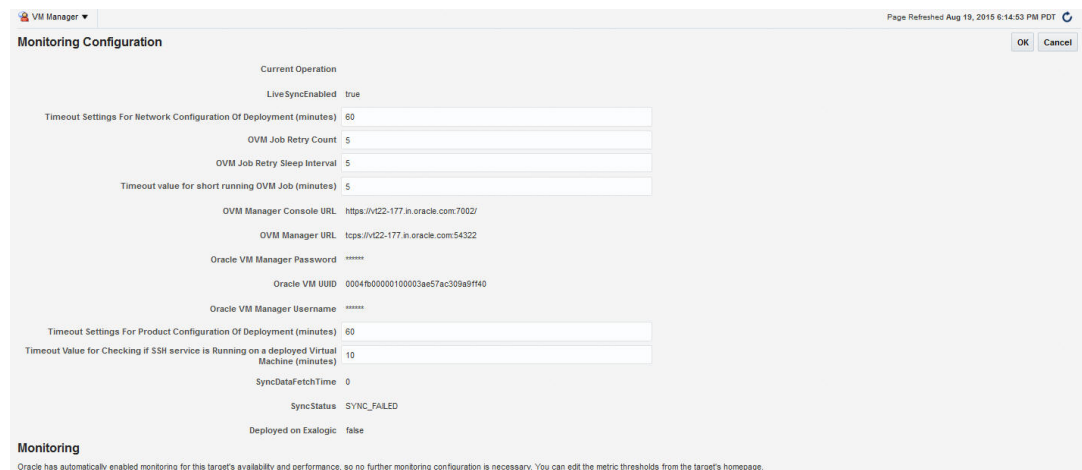 VM Manager ▼
Page Refreshed Aug 19, 2015 6:14:53 PM PDT
Monitoring Configuration
OK Cancel
Current Operation
LiveSyncEnabled true
Timeout Settings For Network Configuration Of Deployment (minutes) 60
OVM Job Retry Count 5
OVM Job Retry Sleep Interval 5
Timeout value for short running OVM Job (minutes) 5
OVM Manager Console URL https://vt22-177.in.oracle.com:7002/
OVM Manager URL tcps://vt22-177.in.oracle.com:54322
Oracle VM Manager Password ******
Oracle VM UUID 0004fb00000100003ae57ac309a9ff40
Oracle VM Manager Username ******
Timeout Settings For Product Configuration Of Deployment (minutes) 60
Timeout Value for Checking if SSH service is Running on a deployed Virtual
Machine (minutes) 10
SyncDataFetchTime 0
SyncStatus SYNC_FAILED
Deployed on Exalogic false
Monitoring
Oracle has automatically enabled monitoring for this target's availability and performance, so no further monitoring configuration is necessary. You can edit the metric thresholds from the target's homepage.